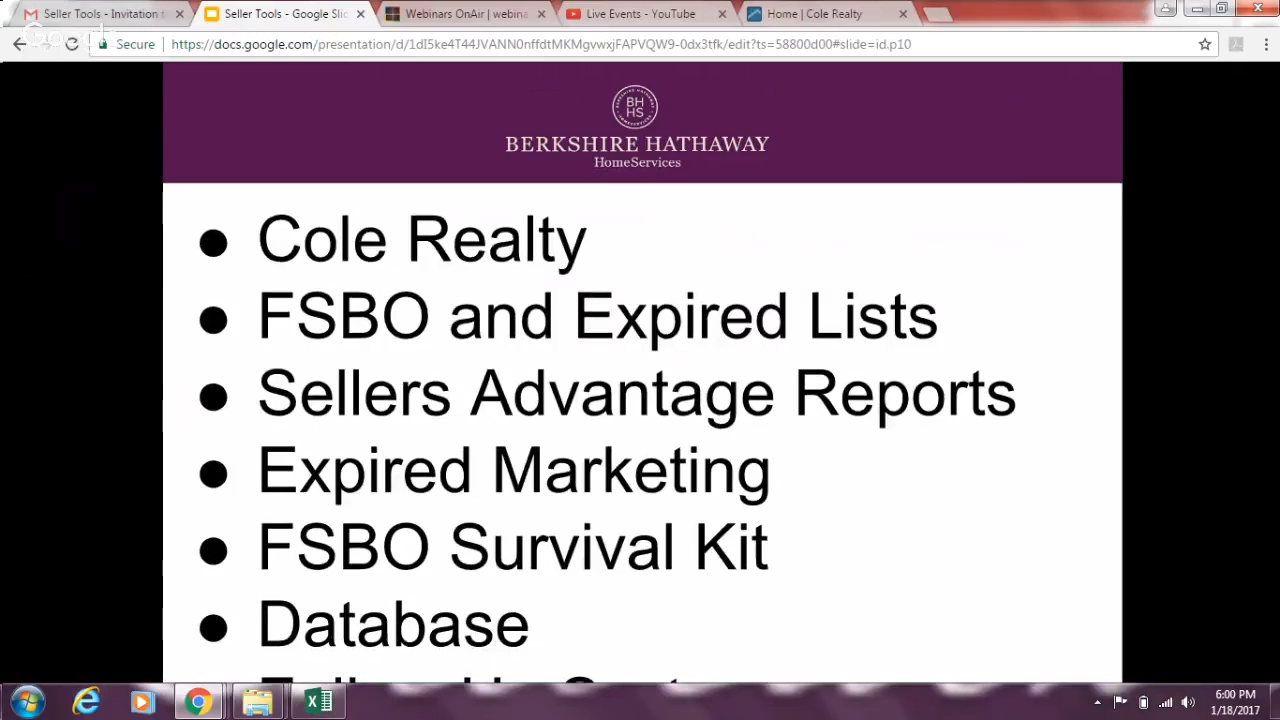 Seller Tools - Invitation t
Seller Tools - Google Slid
Webinars OnAir | webina
Live Events - YouTube
Home | Cole Realty
Secure
https://docs.google.com/presentation/d/1dI5ke4T44JVANN0nffdtMKMgvwxjFAPVQW9-0dx3tfk/edit?ts=58800d00#slide=id.p10
BH
HS
BERKSHIRE HATHAWAY
HomeServices
● Cole Realty
● FSBO and Expired Lists
● Sellers Advantage Reports
● Expired Marketing
● FSBO Survival Kit
● Database
6:00 PM
1/18/2017